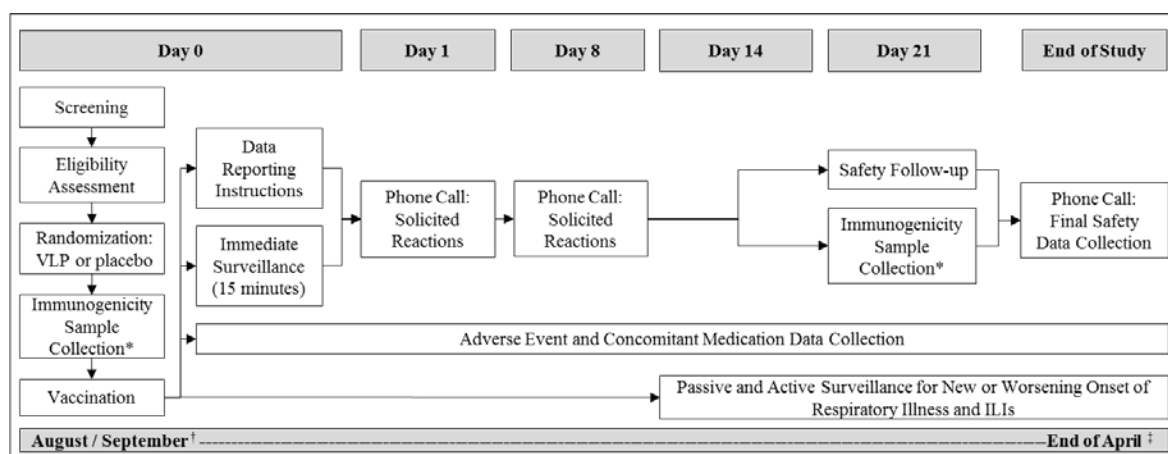 Day 0
Day 1
Day 8
Day 14
Day 21
End of Study
Screening
Eligibility
Assessment
Randomization:
VLP or placebo
Immunogenicity
Sample
Collection*
Vaccination
Data
Reporting
Instructions
Immediate
Surveillance
(15 minutes)
Phone Call:
Solicited
Reactions
Phone Call:
Solicited
Reactions
Safety Follow-up
Immunogenicity
Sample
Collection*
Phone Call:
Final Safety
Data Collection
Adverse Event and Concomitant Medication Data Collection
Passive and Active Surveillance for New or Worsening Onset of
Respiratory Illness and ILIs
August / September† End of April ‡